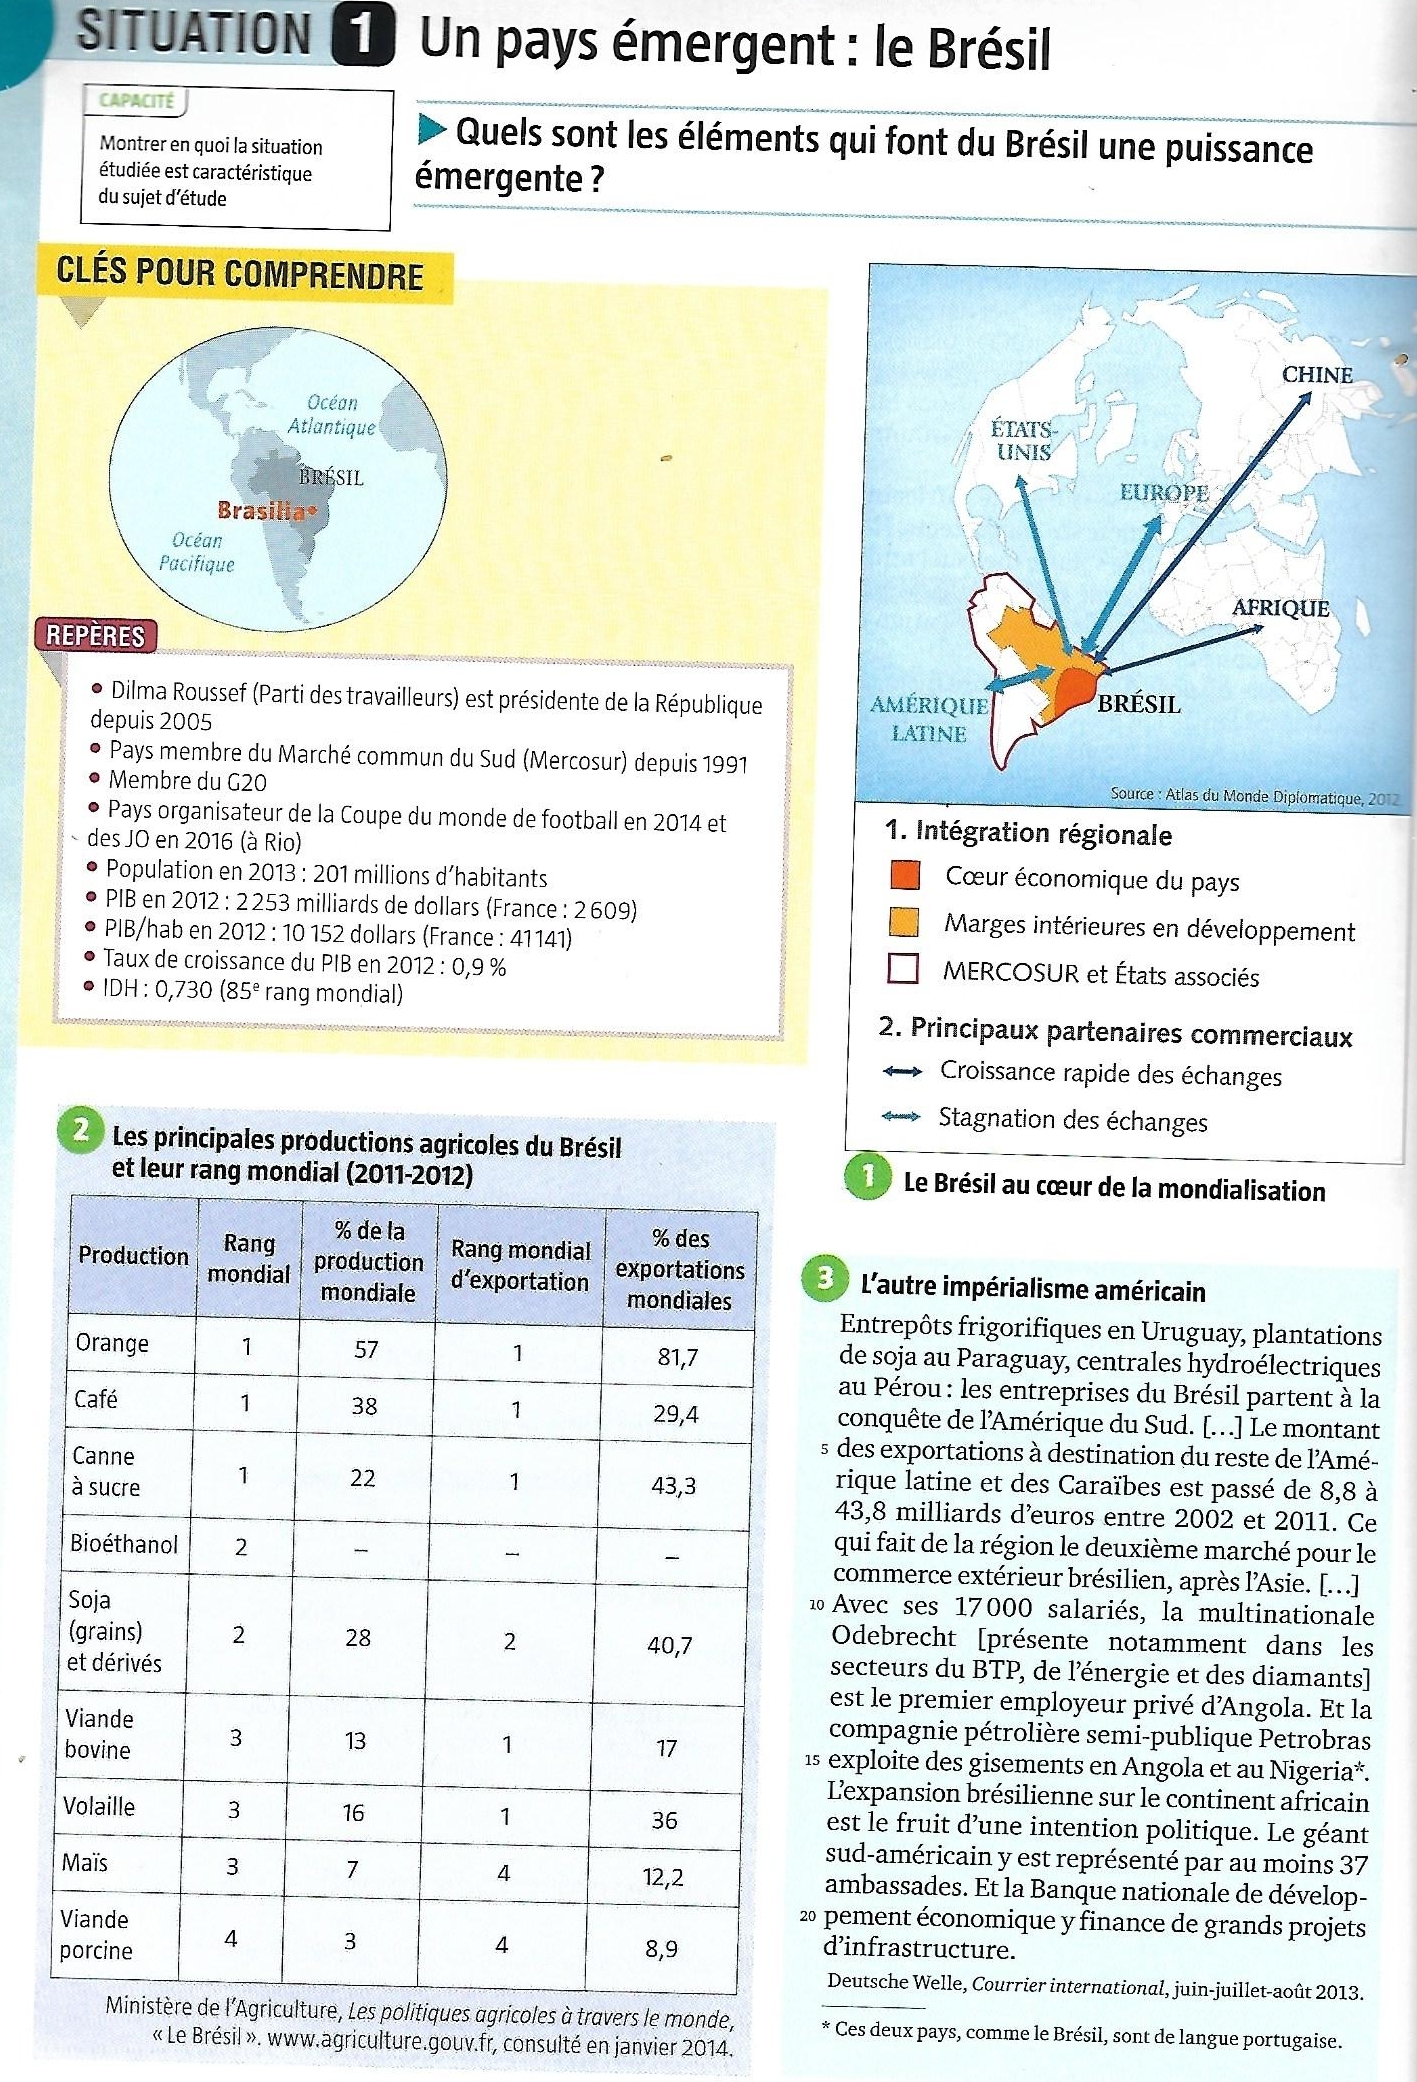 SITUATION 1 Un pays émergent : le Brésil
CAPACITÉ
Montrer en quoi la situation
étudiée est caractéristique
du sujet d'étude
Quels sont les éléments qui font du Brésil une puissance
émergente ?
CLÉS POUR COMPRENDRE
Océan
Atlantique
BRÉSIL
Brasilia
Océan
Pacifique
REPÈRES
• Dilma Roussef (Parti des travailleurs) est présidente de la République
depuis 2005
• Pays membre du Marché commun du Sud (Mercosur) depuis 1991
• Membre du G20
• Pays organisateur de la Coupe du monde de football en 2014 et
des JO en 2016 (à Rio)
• Population en 2013 : 201 millions d'habitants
• PIB en 2012 : 2 253 milliards de dollars (France : 2 609)
• PIB/hab en 2012 : 10 152 dollars (France : 41 141)
• Taux de croissance du PIB en 2012 : 0,9 %
• IDH : 0,730 (85e rang mondial)
CHINE
ÉTATS-
UNIS
EUROPE
AFRIQUE
AMÉRIQUE
LATINE
BRÉSIL
Source : Atlas du Monde Diplomatique, 2012
1. Intégration régionale
Cœur économique du pays
Marges intérieures en développement
MERCOSUR et États associés
2. Principaux partenaires commerciaux
Croissance rapide des échanges
Stagnation des échanges
1 Le Brésil au cœur de la mondialisation
2 Les principales productions agricoles du Brésil
et leur rang mondial (2011-2012)
Production
Rang
mondial
% de la
production
mondiale
Rang mondial
d'exportation
% des
exportations
mondiales
Orange 1 57 1 81,7
Café 1 38 1 29,4
Canne
à sucre 1 22 1 43,3
Bioéthanol 2 – – –
Soja
(grains)
et dérivés 2 28 2 40,7
Viande
bovine 3 13 1 17
Volaille 3 16 1 36
Maïs 3 7 4 12,2
Viande
porcine 4 3 4 8,9
Ministère de l'Agriculture, Les politiques agricoles à travers le monde,
« Le Brésil ». www.agriculture.gouv.fr, consulté en janvier 2014.
3 L'autre impérialisme américain
Entrepôts frigorifiques en Uruguay, plantations
de soja au Paraguay, centrales hydroélectriques
au Pérou : les entreprises du Brésil partent à la
conquête de l'Amérique du Sud. [...] Le montant
5 des exportations à destination du reste de l'Amé-
rique latine et des Caraïbes est passé de 8,8 à
43,8 milliards d'euros entre 2002 et 2011. Ce
qui fait de la région le deuxième marché pour le
commerce extérieur brésilien, après l'Asie. [...]
10 Avec ses 17 000 salariés, la multinationale
Odebrecht [présente notamment dans les
secteurs du BTP, de l'énergie et des diamants]
est le premier employeur privé d'Angola. Et la
compagnie pétrolière semi-publique Petrobras
15 exploite des gisements en Angola et au Nigeria*.
L'expansion brésilienne sur le continent africain
est le fruit d'une intention politique. Le géant
sud-américain y est représenté par au moins 37
ambassades. Et la Banque nationale de dévelop-
20 pement économique y finance de grands projets
d'infrastructure.
Deutsche Welle, Courrier international, juin-juillet-août 2013.
* Ces deux pays, comme le Brésil, sont de langue portugaise.